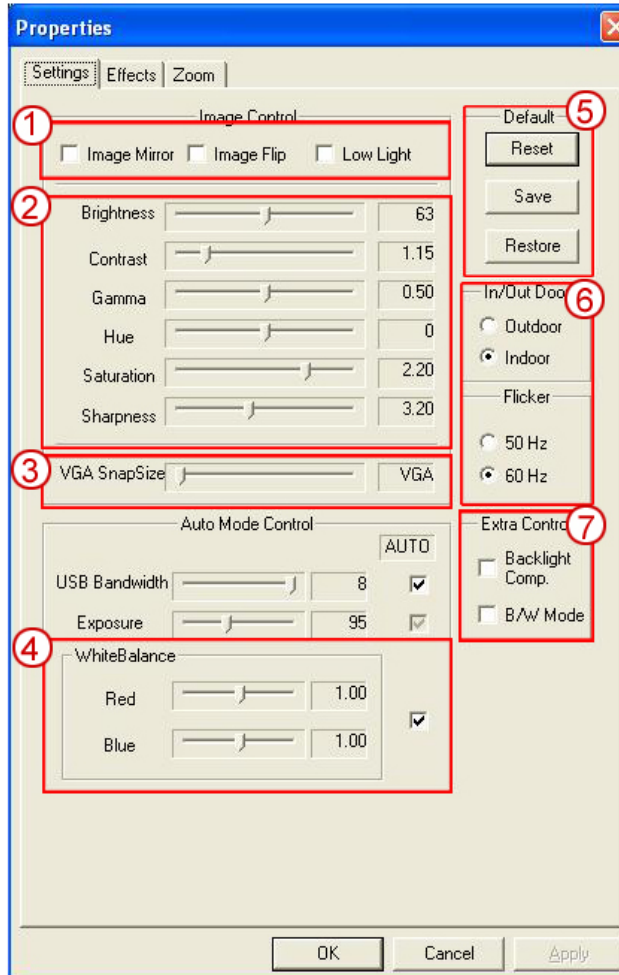 Properties
Settings Effects Zoom
1
Image Control
Image Mirror Image Flip Low Light
2
Brightness 63
Contrast 1.15
Gamma 0.50
Hue 0
Saturation 2.20
Sharpness 3.20
3
VGA SnapSize VGA
Auto Mode Control
AUTO
USB Bandwidth 8
Exposure 95
4
WhiteBalance
Red 1.00
Blue 1.00
5
Default
Reset
Save
Restore
6
In/Out Door
Outdoor
Indoor
Flicker
50 Hz
60 Hz
7
Extra Control
Backlight
Comp.
B/W Mode
OK Cancel Apply